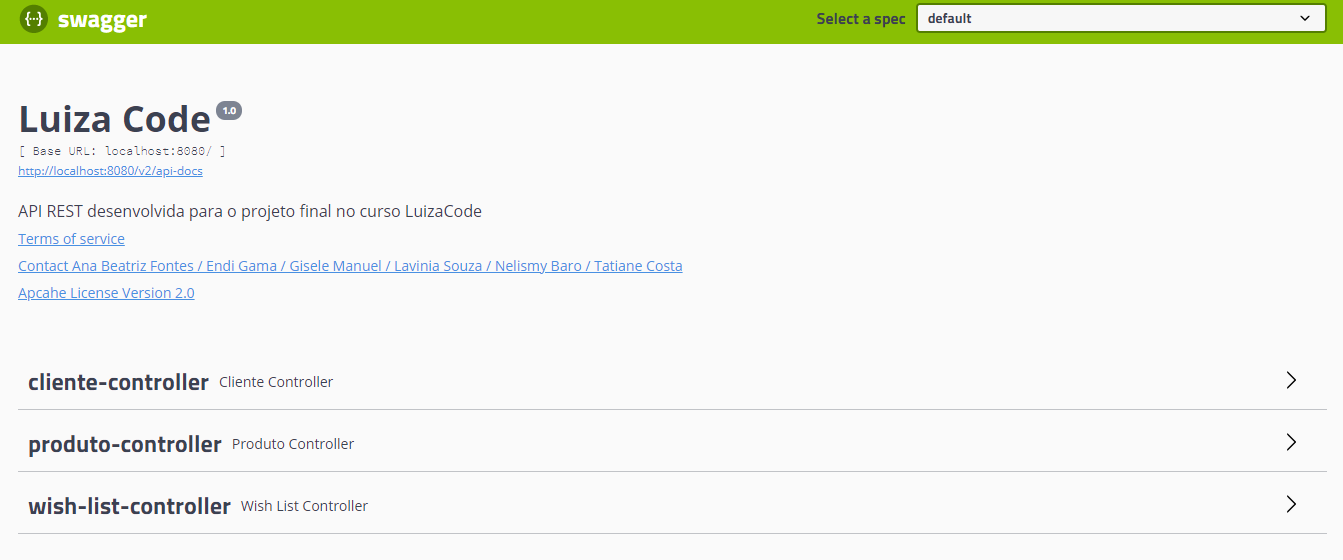 swagger
Select a spec
default
Luiza Code 1.0
[ Base URL: localhost:8080/ ]
http://localhost:8080/v2/api-docs
API REST desenvolvida para o projeto final no curso LuizaCode
Terms of service
Contact Ana Beatriz Fontes / Endi Gama / Gisele Manuel / Lavinia Souza / Nelismy Baro / Tatiane Costa
Apcahe License Version 2.0
cliente-controller Cliente Controller
produto-controller Produto Controller
wish-list-controller Wish List Controller